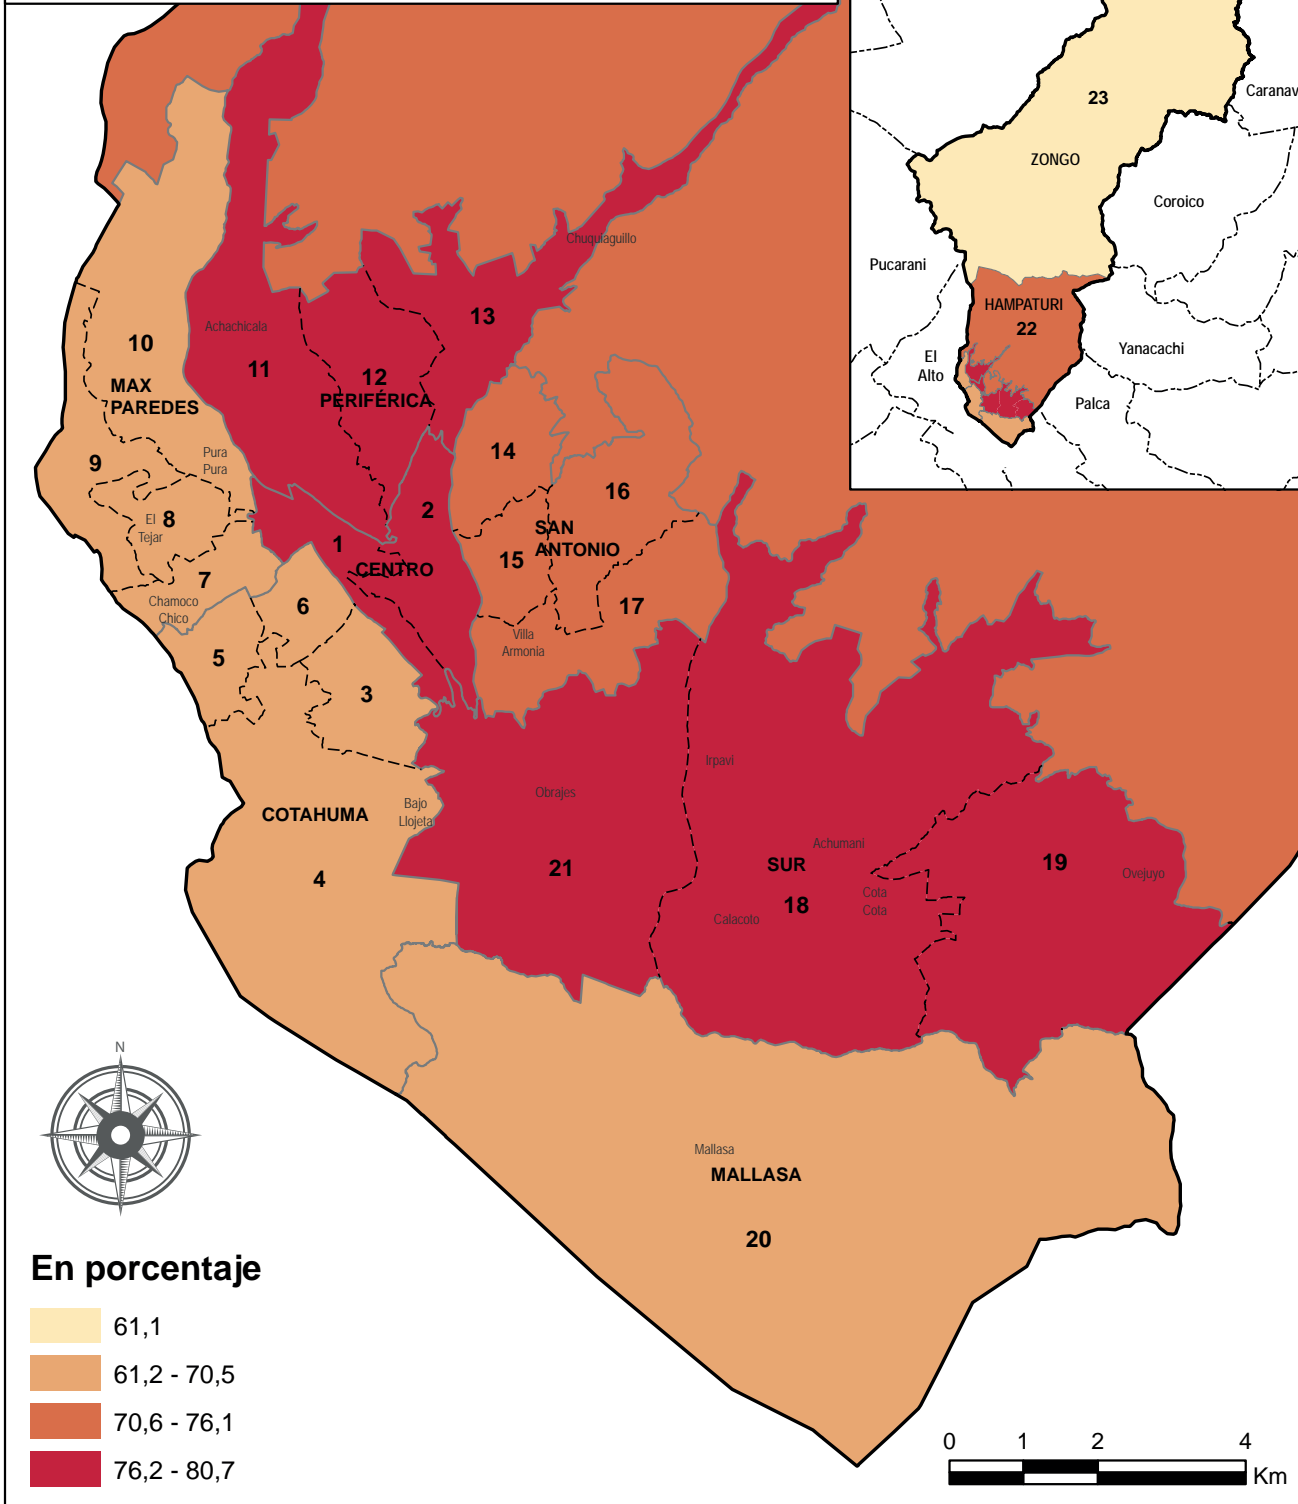 23
Caranav
ZONGO
Coroico
Pucarani
HAMPATURI
22
El
Alto
Yanacachi
Palca
Chuquiaguillo
13
Achachicala
10
11
12
PERIFÉRICA
MAX
PAREDES
14
9
Pura
Pura
16
2
8
El
Tejar
SAN
ANTONIO
1
15
CENTRO
7
6
17
Chamoco
Chico
Villa
Armonia
5
3
Irpavi
Obrajes
COTAHUMA
Bajo
Llojeta
Achumani
SUR
19
21
Ovejuyo
4
Cota
Cota
18
Calacoto
N
Mallasa
MALLASA
20
En porcentaje
61,1
61,2 - 70,5
70,6 - 76,1
76,2 - 80,7
0 1 2 4
Km